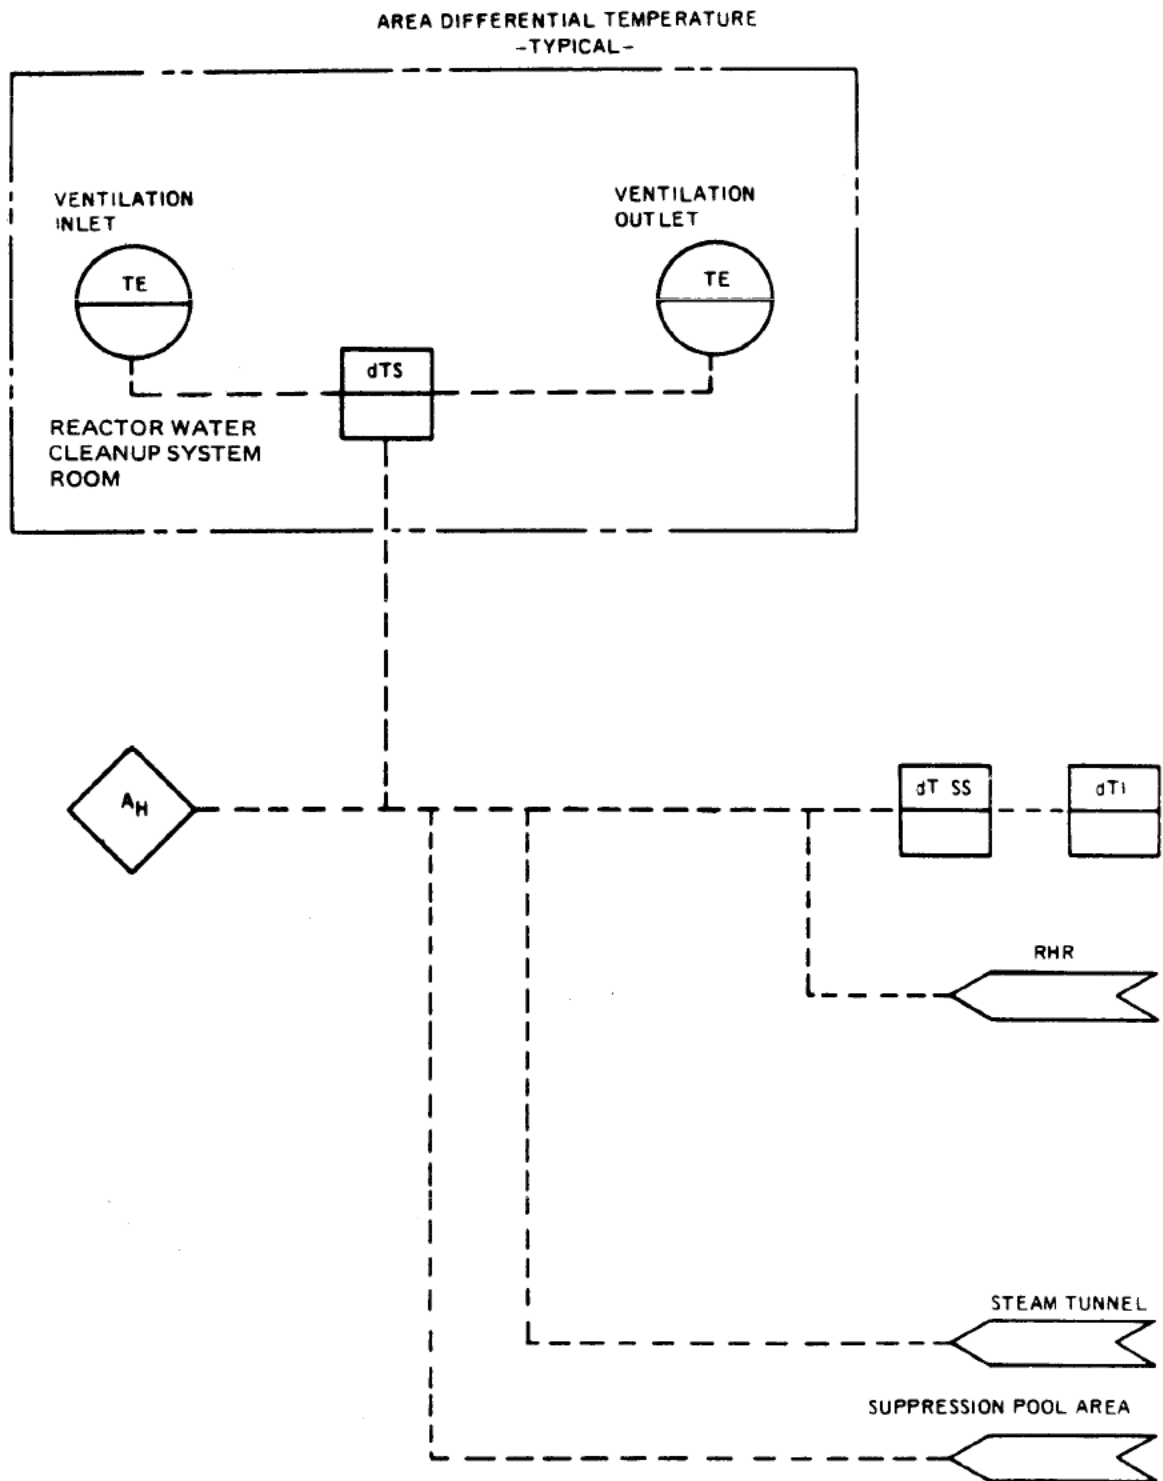 AREA DIFFERENTIAL TEMPERATURE
-TYPICAL-
VENTILATION
INLET
VENTILATION
OUTLET
TE
TE
dTS
REACTOR WATER
CLEANUP SYSTEM
ROOM
AH
dT SS
dTI
RHR
STEAM TUNNEL
SUPPRESSION POOL AREA